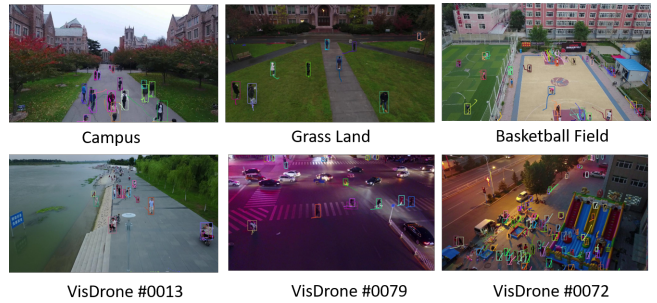 Campus
Grass Land
Basketball Field
VisDrone #0013
VisDrone #0079
VisDrone #0072